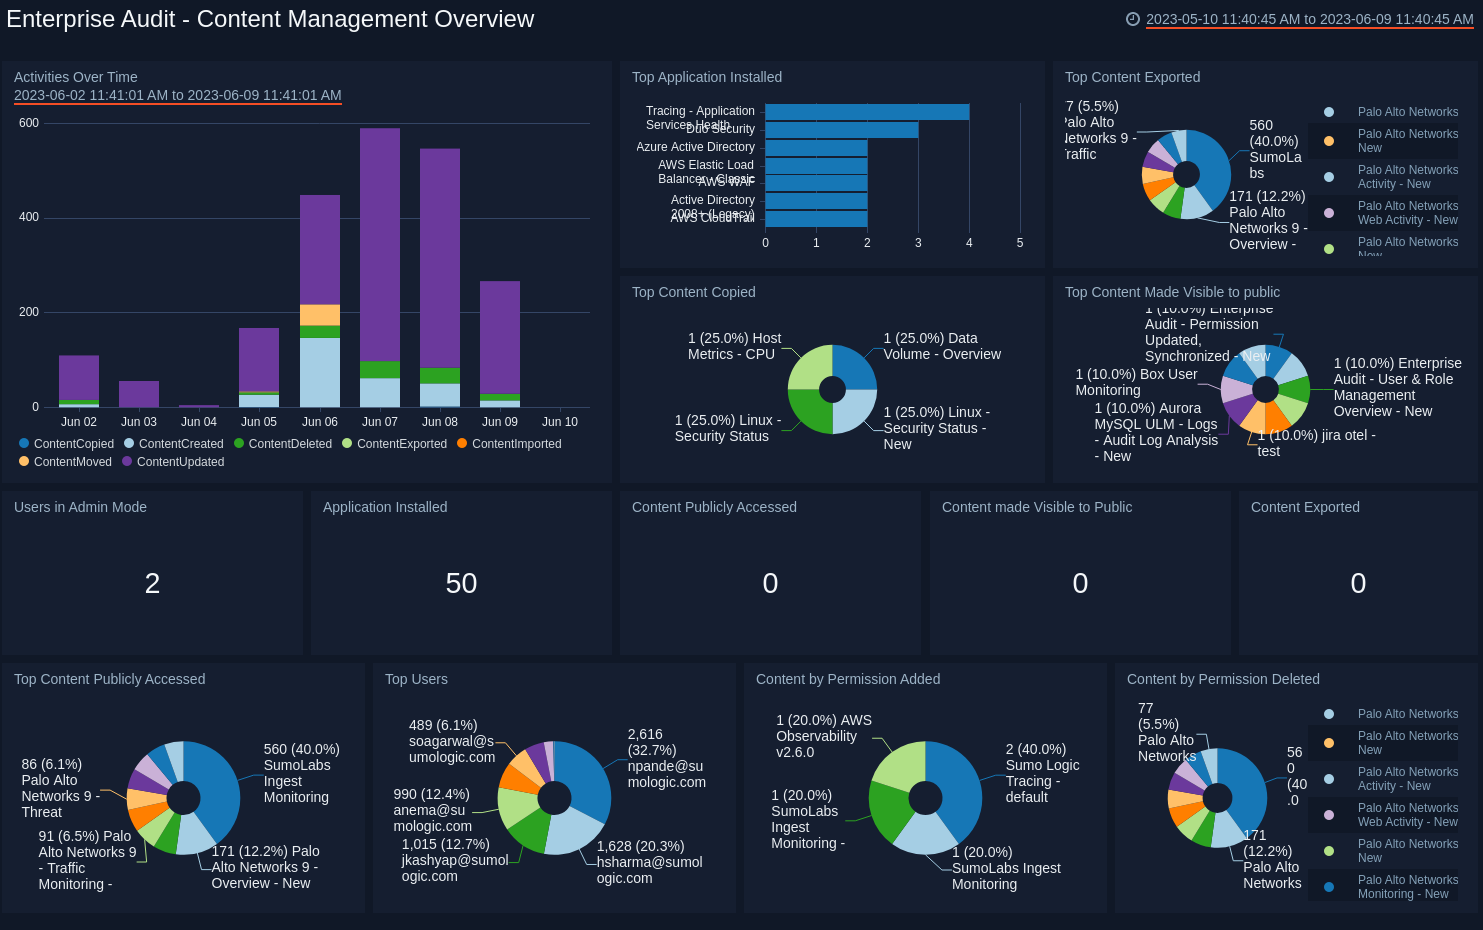 Enterprise Audit - Content Management Overview
2023-05-10 11:40:45 AM to 2023-06-09 11:40:45 AM
Activities Over Time
2023-06-02 11:41:01 AM to 2023-06-09 11:41:01 AM
600
400
200
0
Jun 02 Jun 03 Jun 04 Jun 05 Jun 06 Jun 07 Jun 08 Jun 09 Jun 10
ContentCopied ContentCreated ContentDeleted ContentExported ContentImported
ContentMoved ContentUpdated
Top Application Installed
Tracing - Application
Services Health
Duo Security
Azure Active Directory
AWS Elastic Load
Balancer - Classic
AWS WAF
Active Directory
2008+ (Legacy)
AWS CloudTrail
0 1 2 3 4 5
Top Content Exported
7 (5.5%)
Palo Alto
Networks 9 -
Traffic
560
(40.0%)
SumoLa
bs
171 (12.2%)
Palo Alto
Networks 9 -
Overview -
Palo Alto Networks
Palo Alto Networks
New
Palo Alto Networks
Activity - New
Palo Alto Networks
Web Activity - New
Palo Alto Networks
New
Top Content Copied
1 (25.0%) Host
Metrics - CPU
1 (25.0%) Data
Volume - Overview
1 (25.0%) Linux -
Security Status
1 (25.0%) Linux -
Security Status -
New
Top Content Made Visible to public
1 (10.0%) Enterprise
Audit - Permission
Updated,
Synchronized - New
1 (10.0%) Box User
Monitoring
1 (10.0%) Aurora
MySQL ULM - Logs
- Audit Log Analysis
- New
1 (10.0%) Enterprise
Audit - User & Role
Management
Overview - New
1 (10.0%) jira otel -
test
Users in Admin Mode
2
Application Installed
50
Content Publicly Accessed
0
Content made Visible to Public
0
Content Exported
0
Top Content Publicly Accessed
86 (6.1%)
Palo Alto
Networks 9 -
Threat
91 (6.5%) Palo
Alto Networks 9
- Traffic
Monitoring -
560 (40.0%)
SumoLabs
Ingest
Monitoring
171 (12.2%) Palo
Alto Networks 9 -
Overview - New
Top Users
489 (6.1%)
soagarwal@s
umologic.com
990 (12.4%)
anema@su
mologic.com
1,015 (12.7%)
jkashyap@sumol
ogic.com
2,616
(32.7%)
npande@su
mologic.com
1,628 (20.3%)
hsharma@sumol
ogic.com
Content by Permission Added
1 (20.0%) AWS
Observability
v2.6.0
1 (20.0%)
SumoLabs
Ingest
Monitoring -
2 (40.0%)
Sumo Logic
Tracing -
default
1 (20.0%)
SumoLabs Ingest
Monitoring
Content by Permission Deleted
77
(5.5%)
Palo Alto
Networks
56
0
(40
.0
171
(12.2%)
Palo Alto
Networks
Palo Alto Networks
Palo Alto Networks
New
Palo Alto Networks
Activity - New
Palo Alto Networks
Web Activity - New
Palo Alto Networks
New
Palo Alto Networks
Monitoring - New